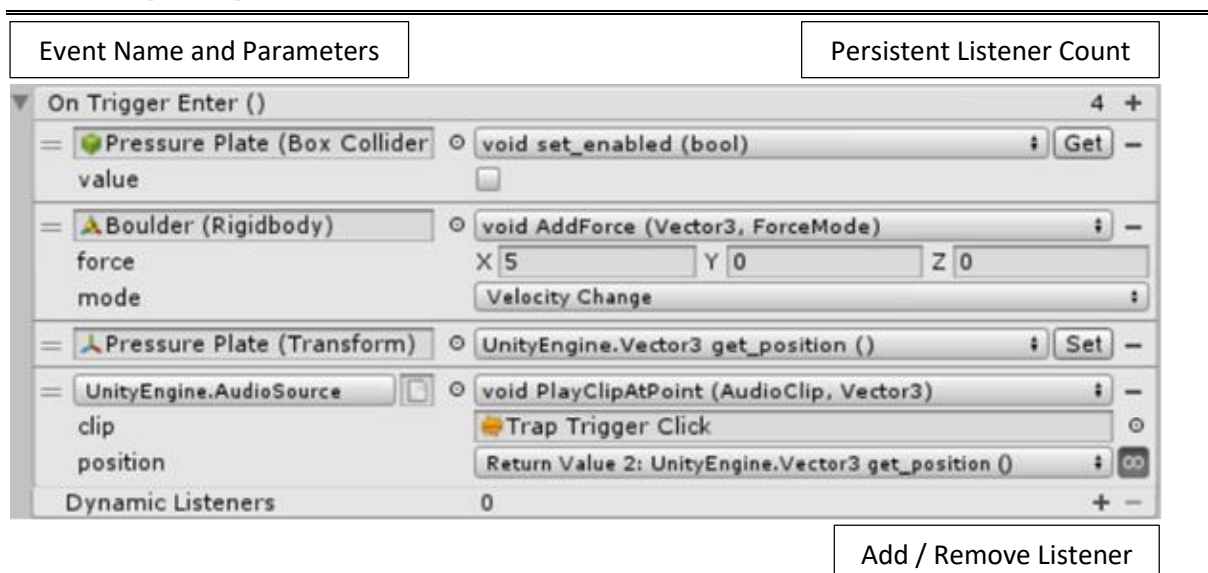 Event Name and Parameters
Persistent Listener Count
On Trigger Enter () 4 +
Pressure Plate (Box Collider void set_enabled (bool) Get −
value
Boulder (Rigidbody) void AddForce (Vector3, ForceMode) −
force X 5 Y 0 Z 0
mode Velocity Change
Pressure Plate (Transform) UnityEngine.Vector3 get_position () Set −
UnityEngine.AudioSource void PlayClipAtPoint (AudioClip, Vector3) −
clip Trap Trigger Click
position Return Value 2: UnityEngine.Vector3 get_position () ∞
Dynamic Listeners 0 + −
Add / Remove Listener